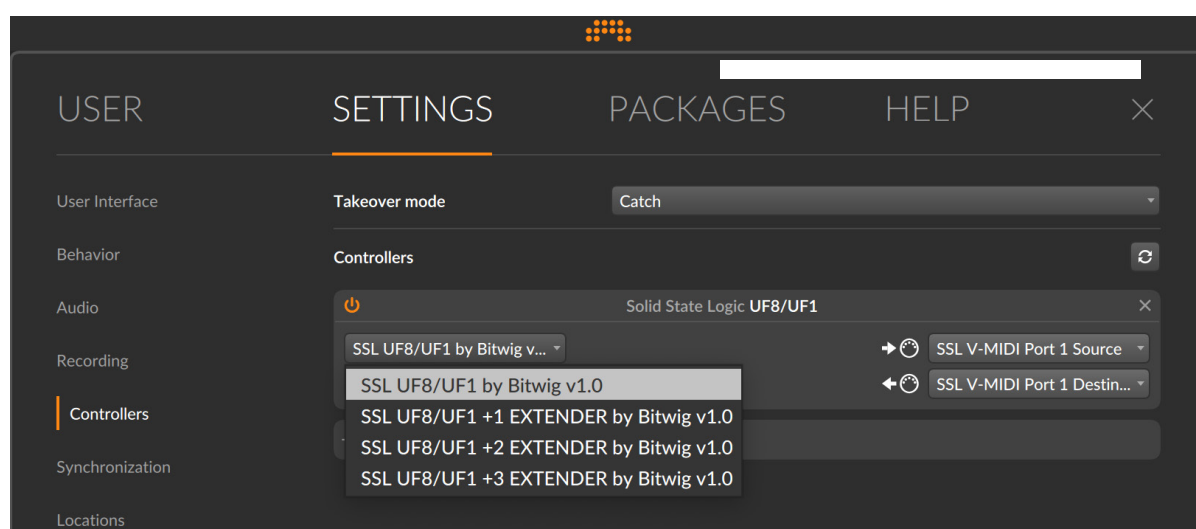 USER SETTINGS PACKAGES HELP
User Interface
Takeover mode Catch
Behavior
Controllers
Audio
Solid State Logic UF8/UF1
Recording
SSL UF8/UF1 by Bitwig v... SSL V-MIDI Port 1 Source
SSL UF8/UF1 by Bitwig v1.0 SSL V-MIDI Port 1 Destin...
Controllers
SSL UF8/UF1 +1 EXTENDER by Bitwig v1.0
SSL UF8/UF1 +2 EXTENDER by Bitwig v1.0
Synchronization
SSL UF8/UF1 +3 EXTENDER by Bitwig v1.0
Locations